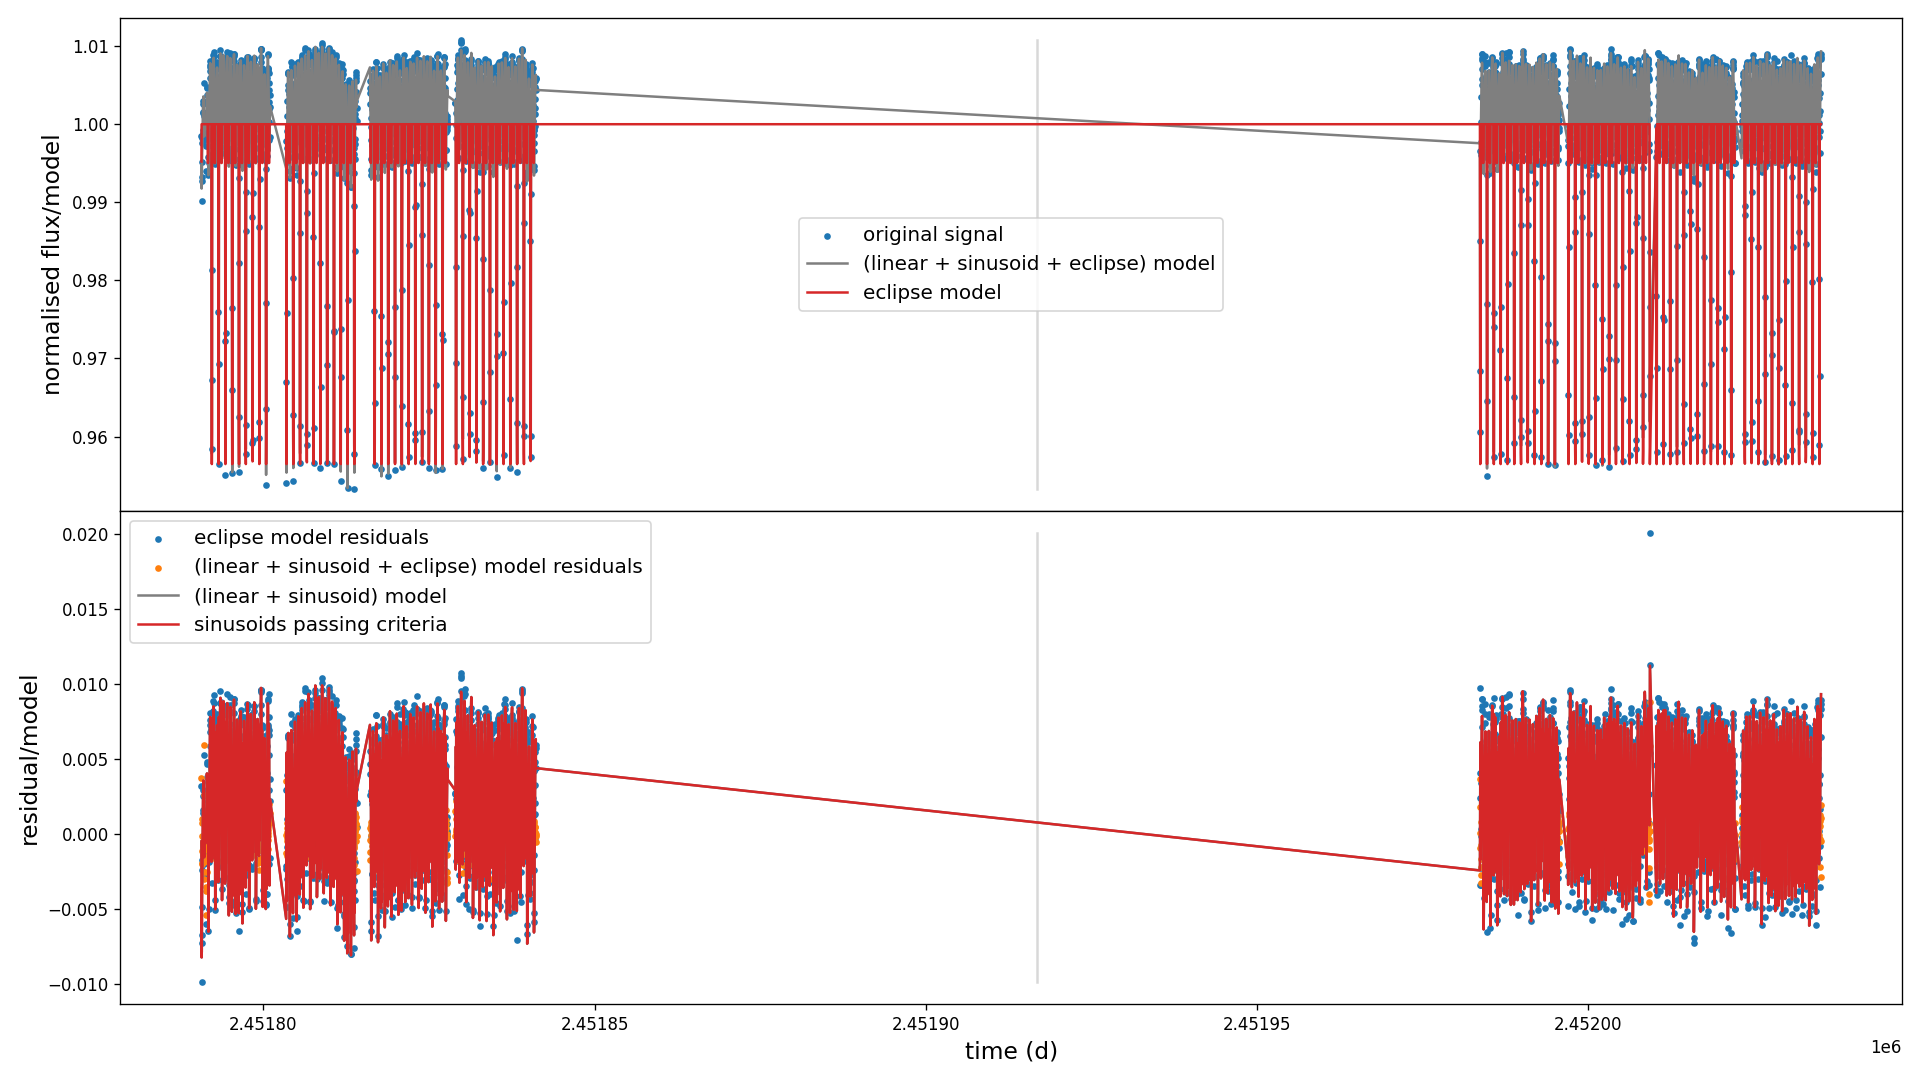 normalised flux/model
1.01
1.00
0.99
0.98
0.97
0.96
original signal
(linear + sinusoid + eclipse) model
eclipse model
residual/model
0.020
0.015
0.010
0.005
0.000
−0.005
−0.010
eclipse model residuals
(linear + sinusoid + eclipse) model residuals
(linear + sinusoid) model
sinusoids passing criteria
2.45180 2.45185 2.45190 2.45195 2.45200
time (d)
1e6